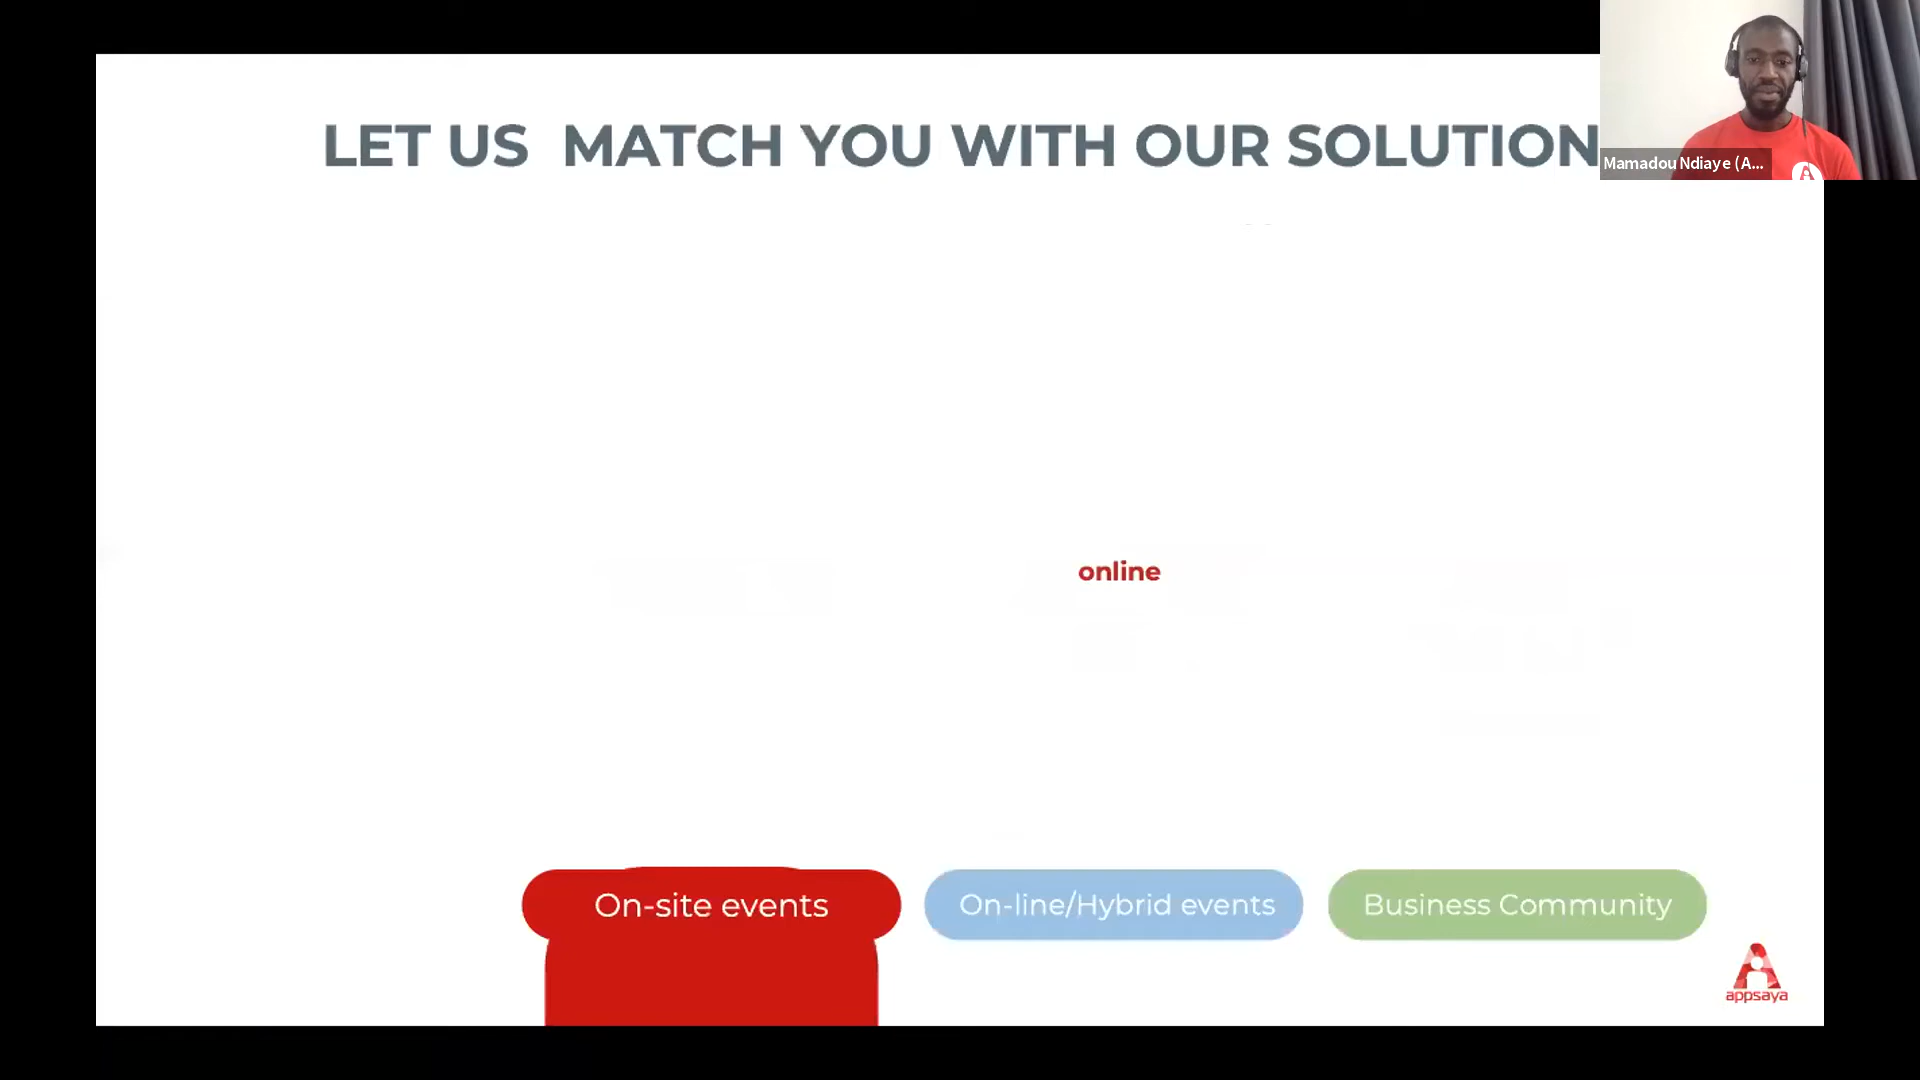 LET US MATCH YOU WITH OUR SOLUTION
Mamadou Ndiaye (A...
online
On-site events
On-line/Hybrid events
Business Community
appsaya